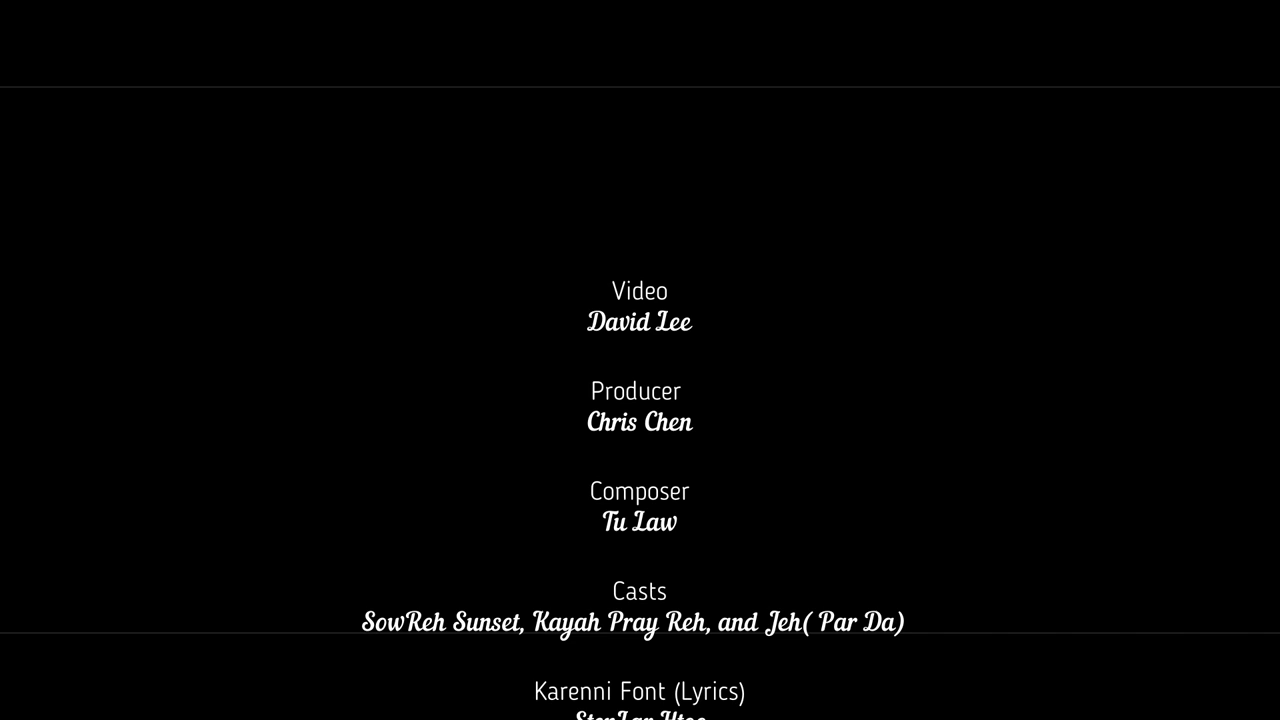 Video
David Lee
Producer
Chris Chen
Composer
Tu Law
Casts
SowReh Sunset, Kayah Pray Reh, and Jeh( Par Da)
Karenni Font (Lyrics)